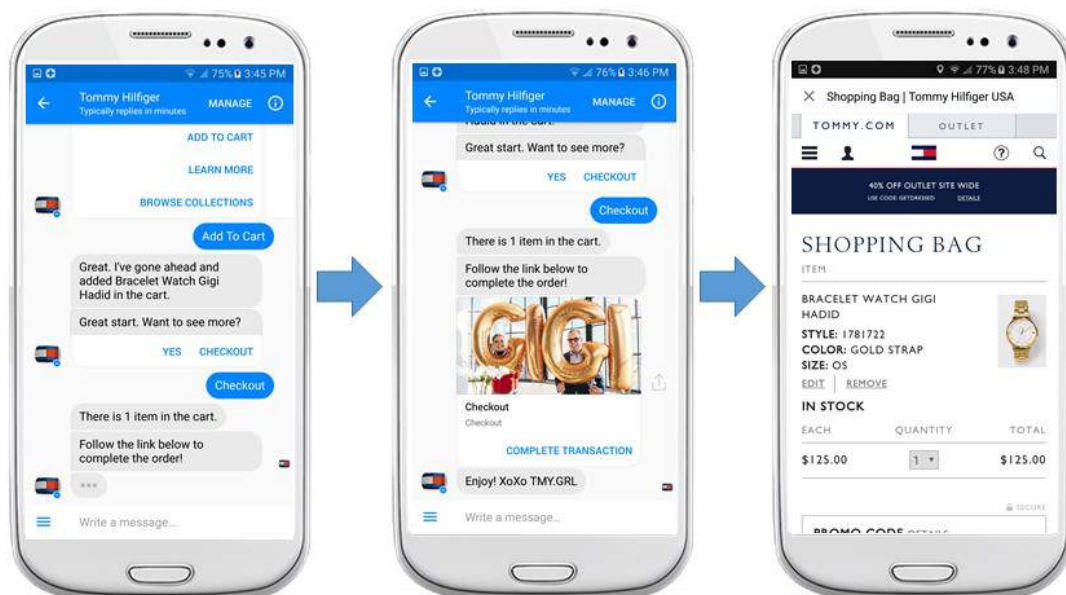 75% 3:45 PM
Tommy Hilfiger
Typically replies in minutes
MANAGE
ADD TO CART
LEARN MORE
BROWSE COLLECTIONS
Add To Cart
Great. I've gone ahead and
added Bracelet Watch Gigi
Hadid in the cart.
Great start. Want to see more?
YES CHECKOUT
Checkout
There is 1 item in the cart.
Follow the link below to
complete the order!
Write a message...
76% 3:46 PM
Tommy Hilfiger
Typically replies in minutes
MANAGE
Hadid in the cart.
Great start. Want to see more?
YES CHECKOUT
Checkout
There is 1 item in the cart.
Follow the link below to
complete the order!
GIGI
Checkout
Checkout
COMPLETE TRANSACTION
Enjoy! XoXo TMY.GRL
Write a message...
77% 3:48 PM
Shopping Bag | Tommy Hilfiger USA
TOMMY.COM OUTLET
40% OFF OUTLET SITE WIDE
USE CODE: GETDRESSED DETAILS
SHOPPING BAG
ITEM
BRACELET WATCH GIGI
HADID
STYLE: 1781722
COLOR: GOLD STRAP
SIZE: OS
EDIT | REMOVE
IN STOCK
EACH QUANTITY TOTAL
$125.00 1 $125.00
SECURE
PROMO CODE DETAILS